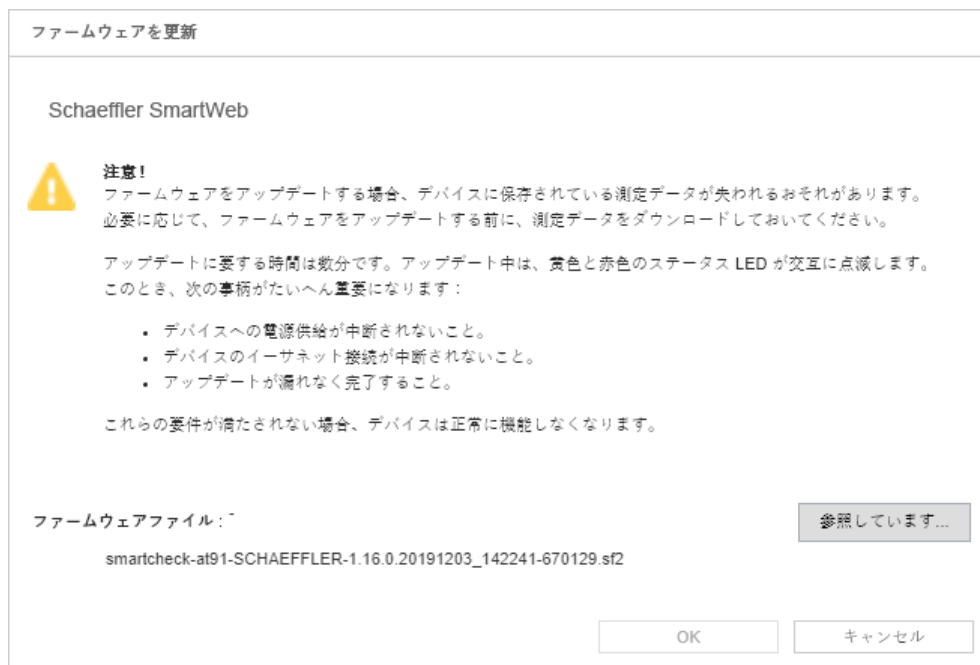 ファームウェアを更新
Schaeffler SmartWeb
注意!
ファームウェアをアップデートする場合、デバイスに保存されている測定データが失われるおそれがあります。
必要に応じて、ファームウェアをアップデートする前に、測定データをダウンロードしておいてください。
アップデートに要する時間は数分です。アップデート中は、黄色と赤色のステータス LED が交互に点滅します。
このとき、次の事柄がたいへん重要になります：
• デバイスへの電源供給が中断されないこと。
• デバイスのイーサネット接続が中断されないこと。
• アップデートが漏れなく完了すること。
これらの要件が満たされない場合、デバイスは正常に機能しなくなります。
ファームウェアファイル : -
参照しています...
smartcheck-at91-SCHAEFFLER-1.16.0.20191203_142241-670129.sf2
OK
キャンセル